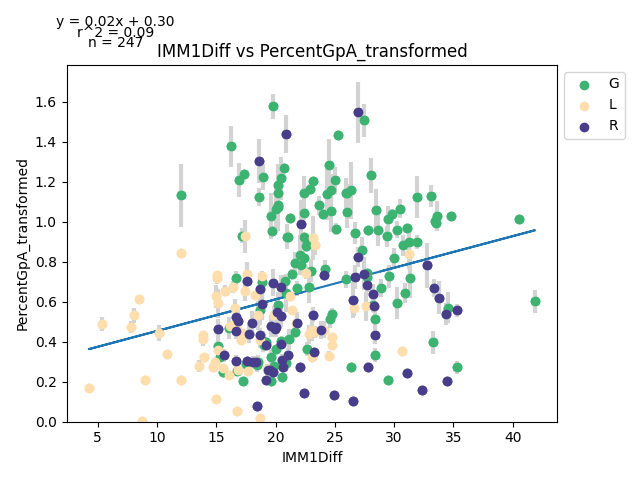 y = 0.02x + 0.30
r^2 = 0.09
n = 247
IMM1Diff vs PercentGpA_transformed
G
L
R
PercentGpA_transformed
1.6
1.4
1.2
1.0
0.8
0.6
0.4
0.2
0.0
5 10 15 20 25 30 35 40
IMM1Diff